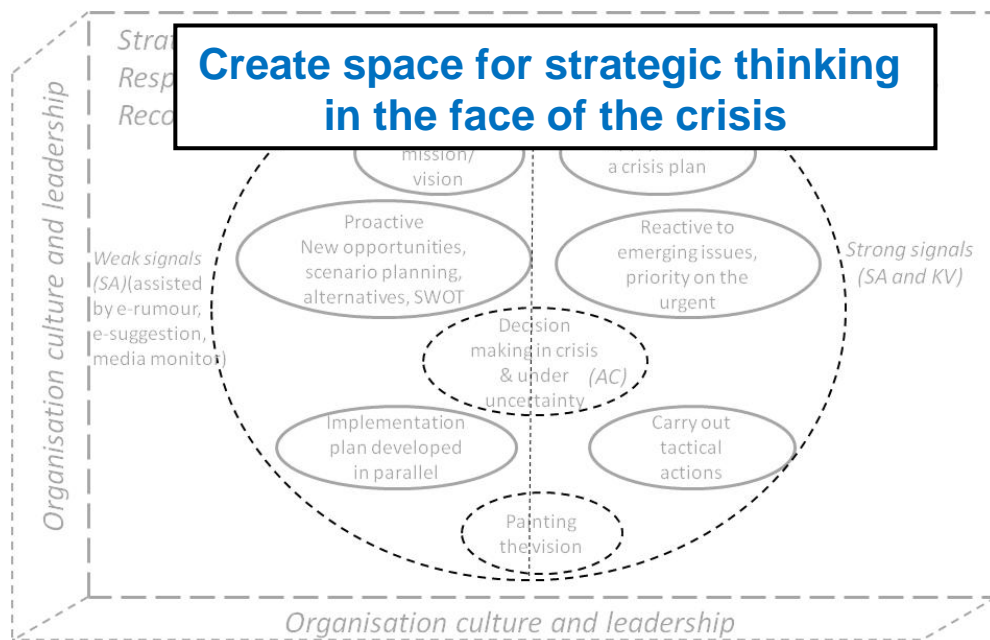 Create space for strategic thinking
in the face of the crisis
mission/
vision
a crisis plan
Proactive
New opportunities,
scenario planning,
alternatives, SWOT
Reactive to
emerging issues,
priority on the
urgent
Weak signals
(SA)(assisted
by e-rumour,
e-suggestion,
media monitor)
Strong signals
(SA and KV)
Decision
making in crisis
& under (AC)
uncertainty
Implementation
plan developed
in parallel
Carry out
tactical
actions
Painting
the vision
Organisation culture and leadership
Organisation culture and leadership